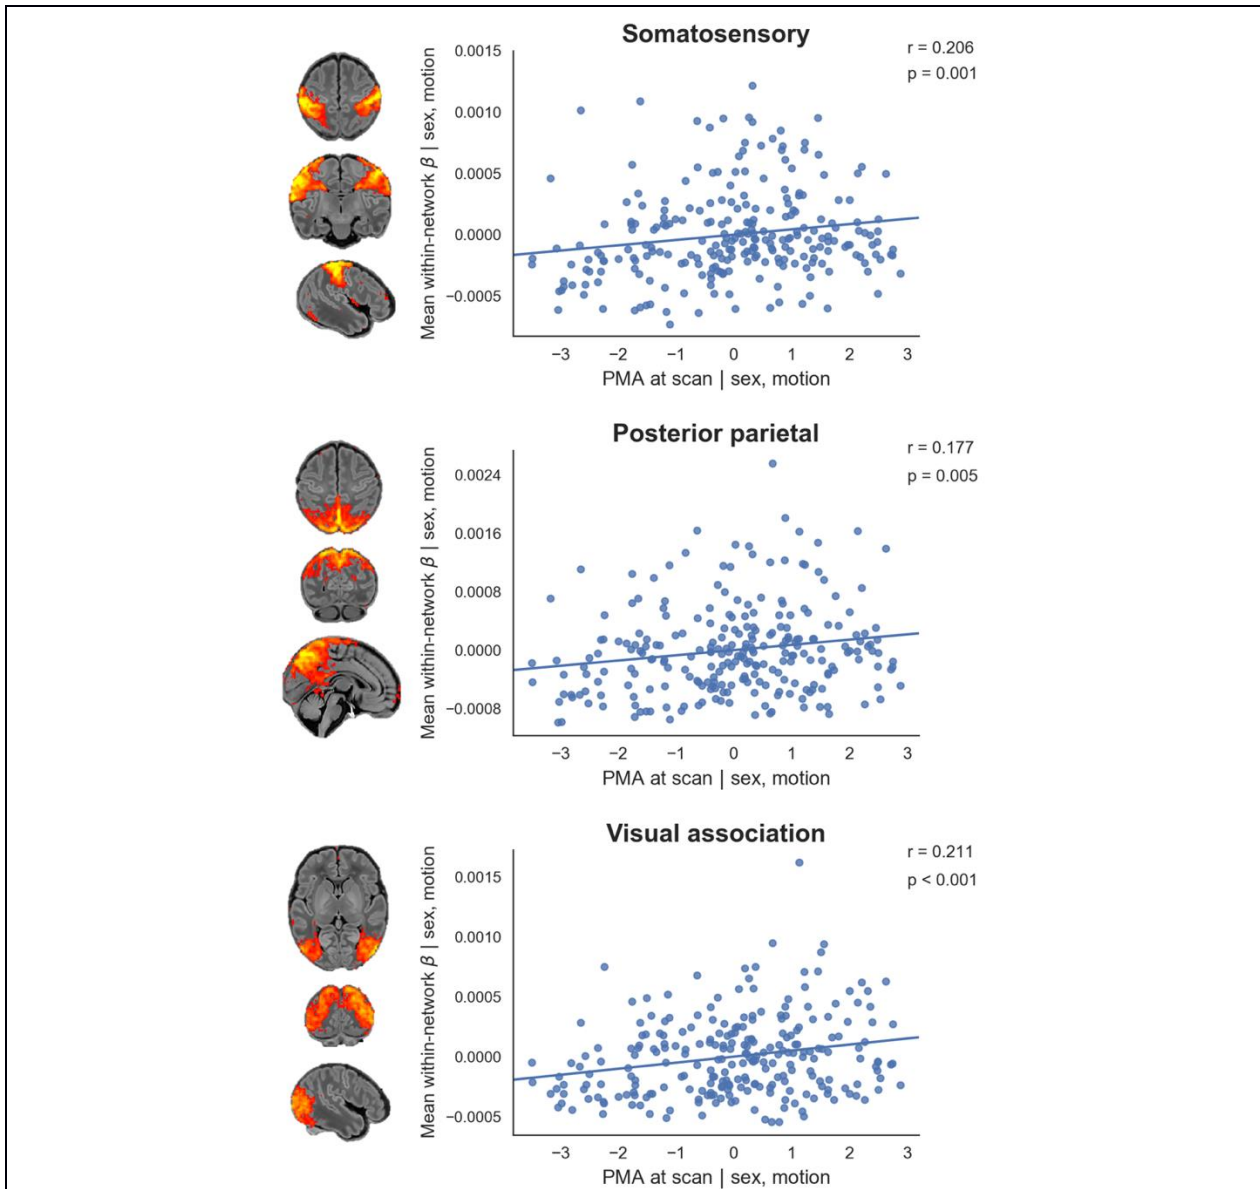 Somatosensory
r = 0.206
p = 0.001
Mean within-network β | sex, motion
0.0015
0.0010
0.0005
0.0000
−0.0005
−3 −2 −1 0 1 2 3
PMA at scan | sex, motion
Posterior parietal
r = 0.177
p = 0.005
Mean within-network β | sex, motion
0.0024
0.0016
0.0008
0.0000
−0.0008
−3 −2 −1 0 1 2 3
PMA at scan | sex, motion
Visual association
r = 0.211
p < 0.001
Mean within-network β | sex, motion
0.0015
0.0010
0.0005
0.0000
−0.0005
−3 −2 −1 0 1 2 3
PMA at scan | sex, motion